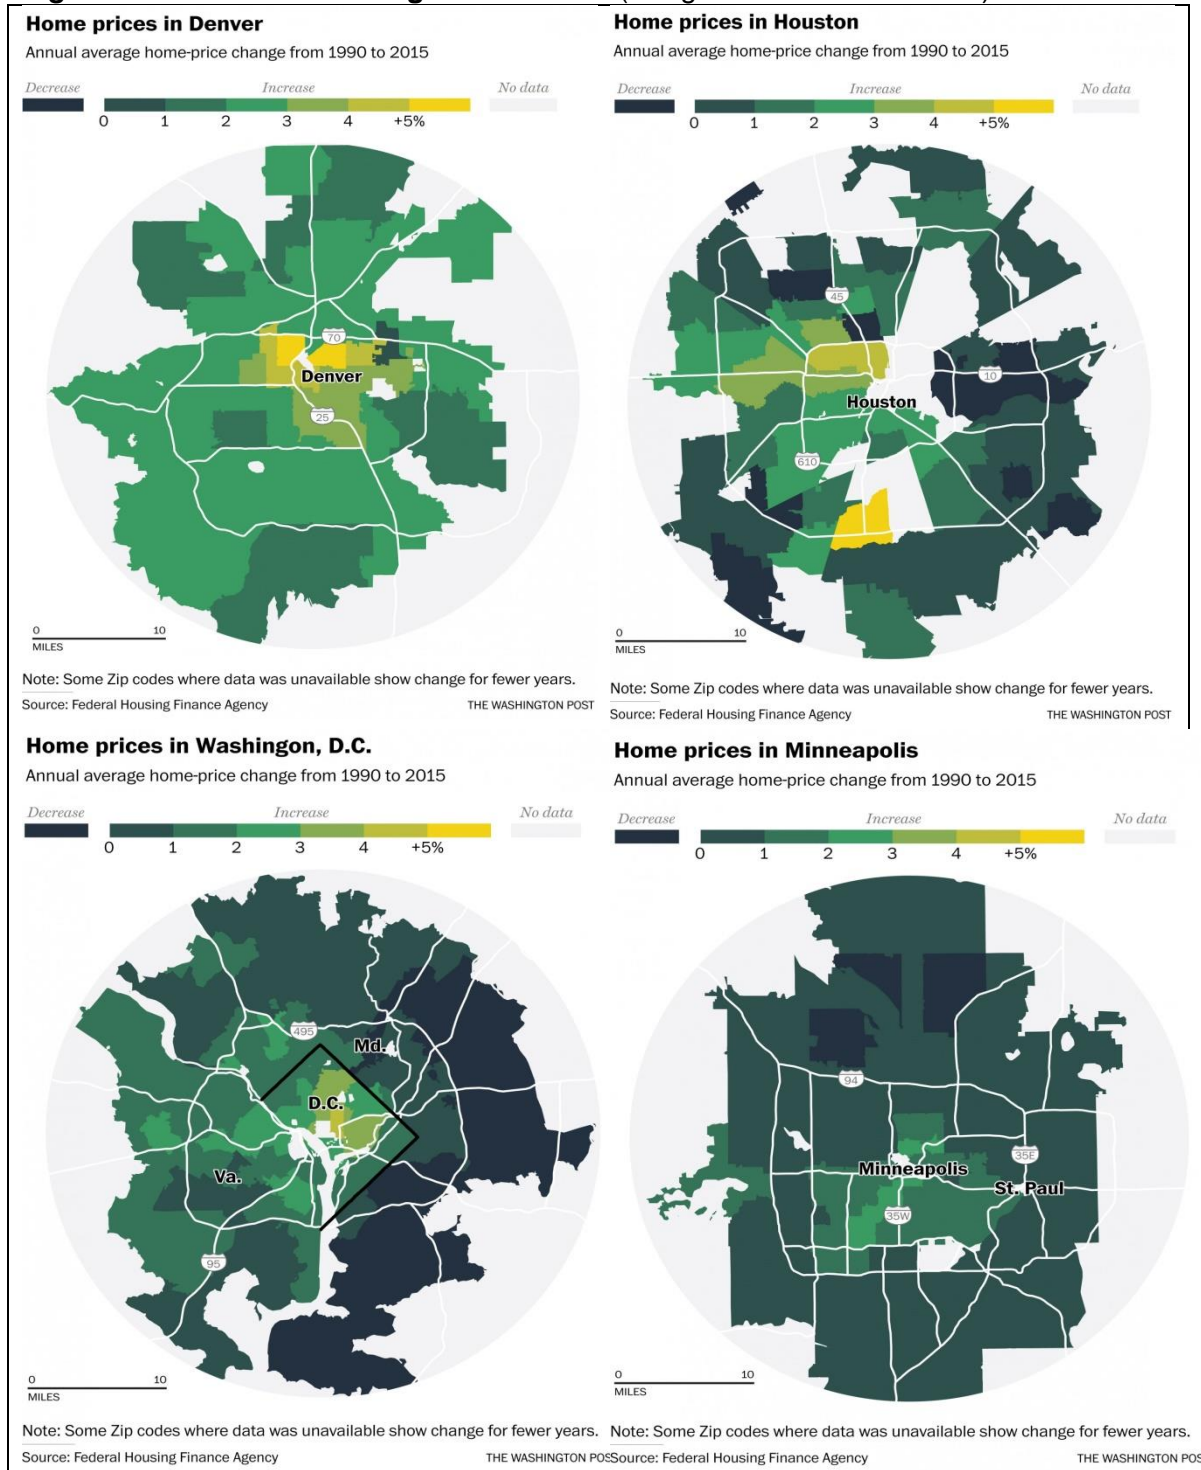 Home prices in Denver
Annual average home-price change from 1990 to 2015
Decrease Increase No data
0 1 2 3 4 +5%
70
Denver
25
0 10
MILES
Note: Some Zip codes where data was unavailable show change for fewer years.
Source: Federal Housing Finance Agency THE WASHINGTON POST
Home prices in Houston
Annual average home-price change from 1990 to 2015
Decrease Increase No data
0 1 2 3 4 +5%
45
10
Houston
610
0 10
MILES
Note: Some Zip codes where data was unavailable show change for fewer years.
Source: Federal Housing Finance Agency THE WASHINGTON POST
Home prices in Washingon, D.C.
Annual average home-price change from 1990 to 2015
Decrease Increase No data
0 1 2 3 4 +5%
495
Md.
D.C.
Va.
95
0 10
MILES
Note: Some Zip codes where data was unavailable show change for fewer years.
Source: Federal Housing Finance Agency THE WASHINGTON POS
Home prices in Minneapolis
Annual average home-price change from 1990 to 2015
Decrease Increase No data
0 1 2 3 4 +5%
94
35E
Minneapolis
St. Paul
35W
0 10
MILES
Note: Some Zip codes where data was unavailable show change for fewer years.
Source: Federal Housing Finance Agency THE WASHINGTON POS